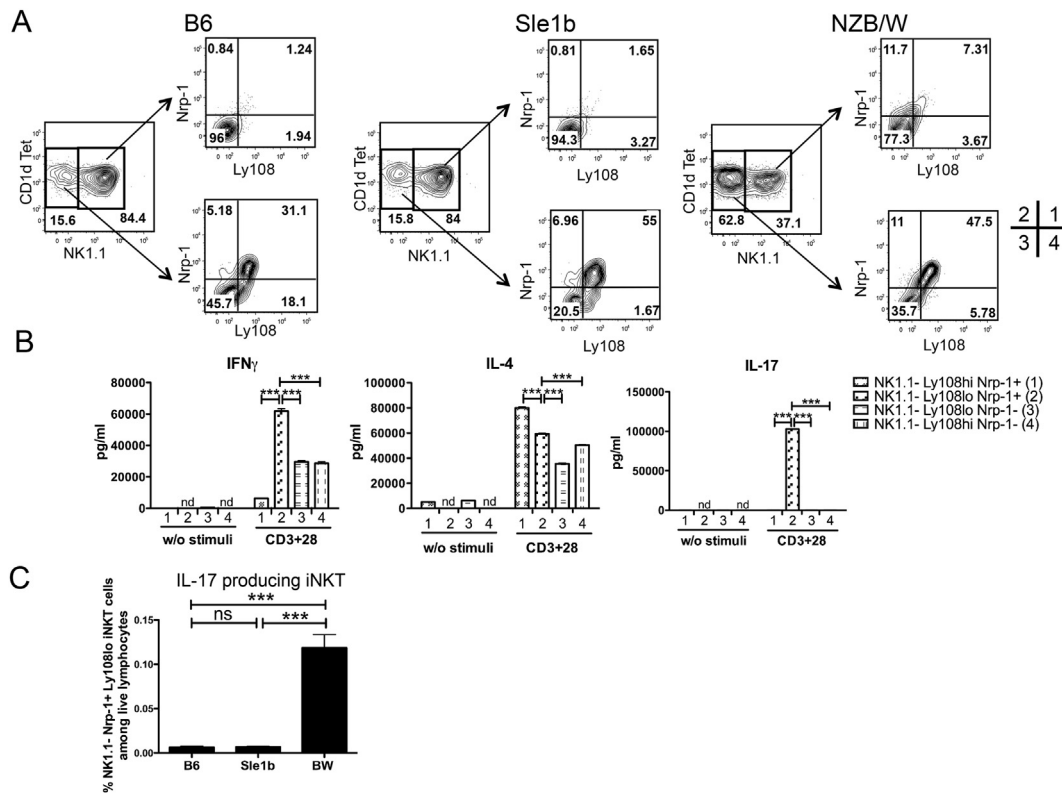 A
B6
Sle1b
NZB/W
0.84 1.24
96 1.94
Nrp-1
Ly108
0.81 1.65
94.3 3.27
Nrp-1
Ly108
11.7 7.31
77.3 3.67
Nrp-1
Ly108
CD1d Tet
15.6 84.4
NK1.1
CD1d Tet
15.8 84
NK1.1
CD1d Tet
62.8 37.1
NK1.1
5.18 31.1
45.7 18.1
Nrp-1
Ly108
6.96 55
20.5 1.67
Nrp-1
Ly108
11 47.5
35.7 5.78
Nrp-1
Ly108
2 1
3 4
B
IFNγ
80000
60000
40000
20000
0
pg/ml
nd nd
*** ***
***
1 2 3 4 1 2 3 4
w/o stimuli CD3+28
IL-4
100000
80000
60000
40000
20000
0
pg/ml
nd nd
*** ***
***
1 2 3 4 1 2 3 4
w/o stimuli CD3+28
IL-17
150000
100000
50000
0
pg/ml
nd nd
*** ***
***
1 2 3 4 1 2 3 4
w/o stimuli CD3+28
NK1.1- Ly108hi Nrp-1+ (1)
NK1.1- Ly108lo Nrp-1+ (2)
NK1.1- Ly108lo Nrp-1- (3)
NK1.1- Ly108hi Nrp-1- (4)
C
IL-17 producing iNKT
***
ns ***
0.15
0.10
0.05
0.00
% NK1.1- Nrp-1+ Ly108lo iNKT cells
among live lymphocytes
B6 Sle1b BW